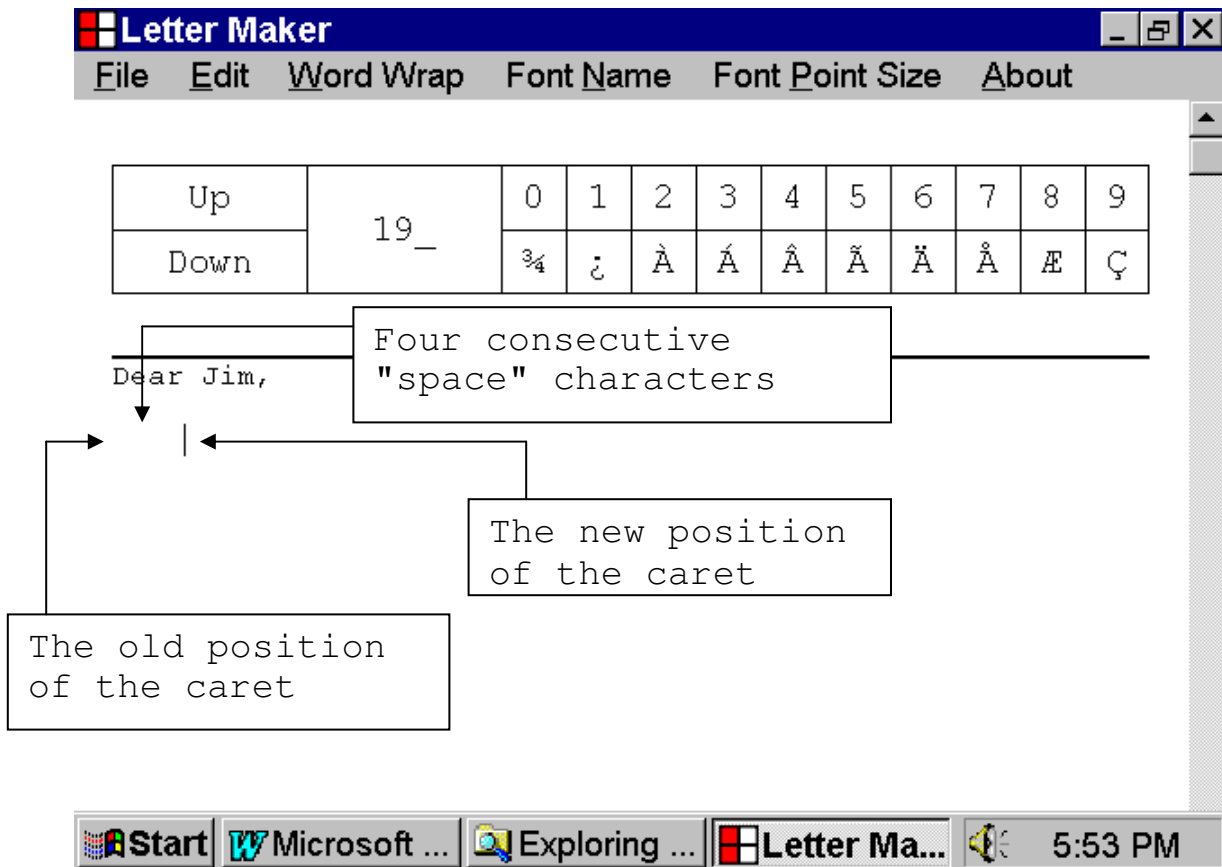 Letter Maker
File Edit Word Wrap Font Name Font Point Size About
Up 19_ 0 1 2 3 4 5 6 7 8 9
Down ¾ ¿ À Á Â Ã Ä Å Æ Ç
Four consecutive
"space" characters
Dear Jim,
The new position
of the caret
The old position
of the caret
Start Microsoft ... Exploring ... Letter Ma... 5:53 PM